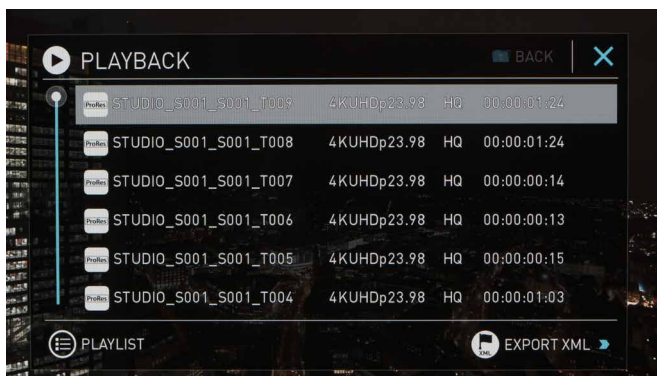 PLAYBACK BACK
ProRes STUDIO_S001_S001_T009 4KUHDp23.98 HQ 00:00:01:24
ProRes STUDIO_S001_S001_T008 4KUHDp23.98 HQ 00:00:01:24
ProRes STUDIO_S001_S001_T007 4KUHDp23.98 HQ 00:00:00:14
ProRes STUDIO_S001_S001_T006 4KUHDp23.98 HQ 00:00:00:13
ProRes STUDIO_S001_S001_T005 4KUHDp23.98 HQ 00:00:00:15
ProRes STUDIO_S001_S001_T004 4KUHDp23.98 HQ 00:00:01:03
PLAYLIST XML EXPORT XML